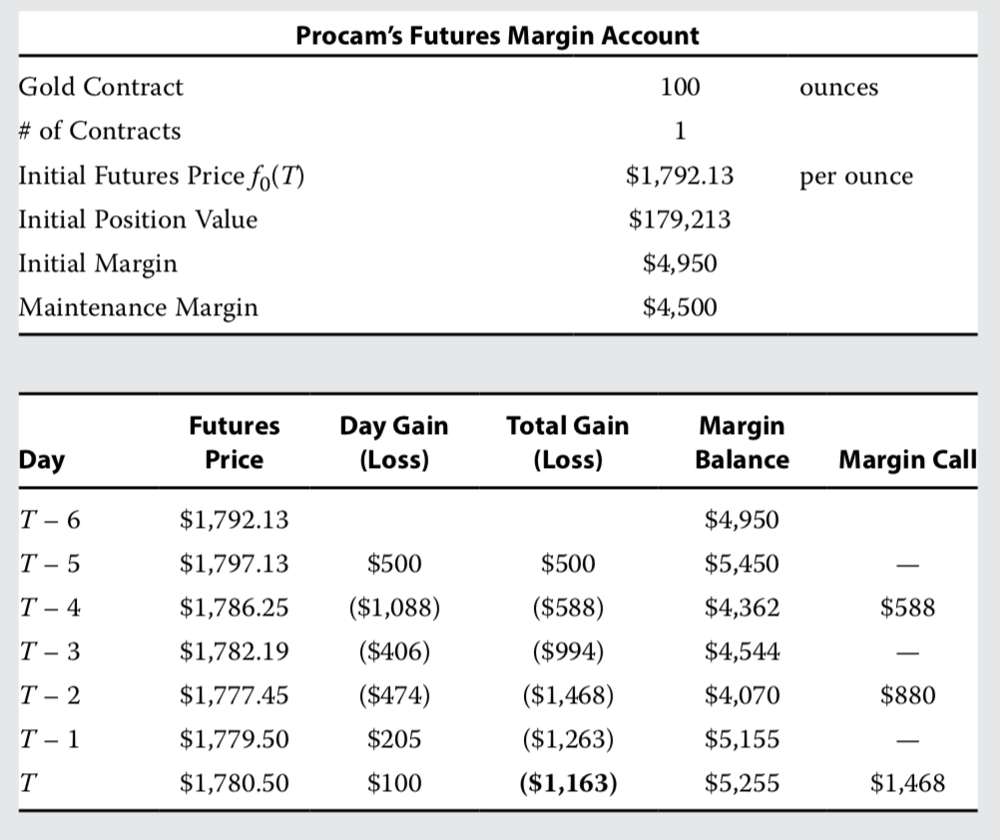 Procam’s Futures Margin Account
Gold Contract 100 ounces
# of Contracts 1
Initial Futures Price f0(T) $1,792.13 per ounce
Initial Position Value $179,213
Initial Margin $4,950
Maintenance Margin $4,500
Futures Day Gain Total Gain Margin
Day Price (Loss) (Loss) Balance Margin Call
T – 6 $1,792.13 $4,950
T – 5 $1,797.13 $500 $500 $5,450 —
T – 4 $1,786.25 ($1,088) ($588) $4,362 $588
T – 3 $1,782.19 ($406) ($994) $4,544 —
T – 2 $1,777.45 ($474) ($1,468) $4,070 $880
T – 1 $1,779.50 $205 ($1,263) $5,155 —
T $1,780.50 $100 ($1,163) $5,255 $1,468